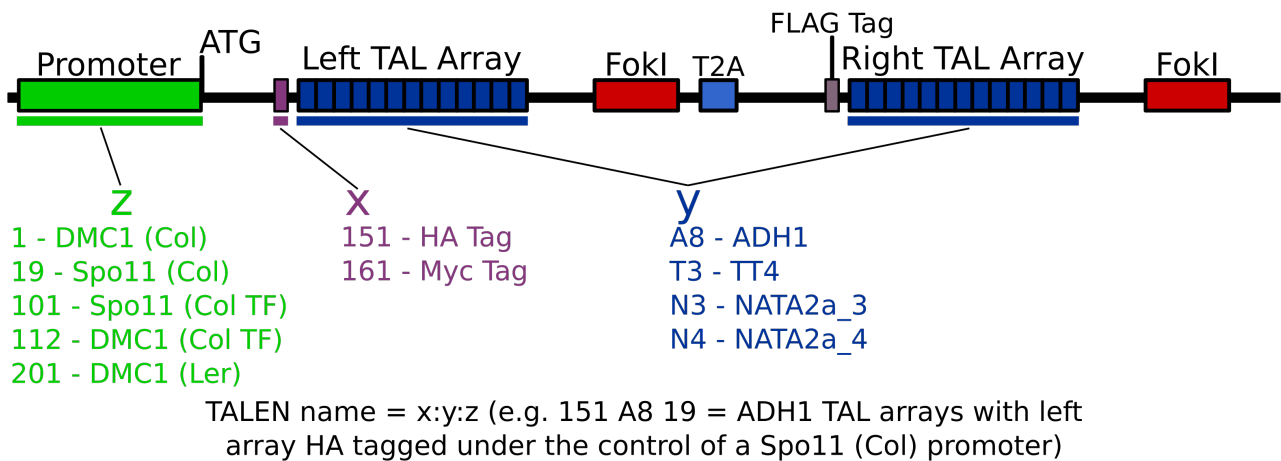 FLAG Tag
Promoter ATG Left TAL Array FokI T2A Right TAL Array FokI
z
1 - DMC1 (Col)
19 - Spo11 (Col)
101 - Spo11 (Col TF)
112 - DMC1 (Col TF)
201 - DMC1 (Ler)
x
151 - HA Tag
161 - Myc Tag
y
A8 - ADH1
T3 - TT4
N3 - NATA2a_3
N4 - NATA2a_4
TALEN name = x:y:z (e.g. 151 A8 19 = ADH1 TAL arrays with left
array HA tagged under the control of a Spo11 (Col) promoter)